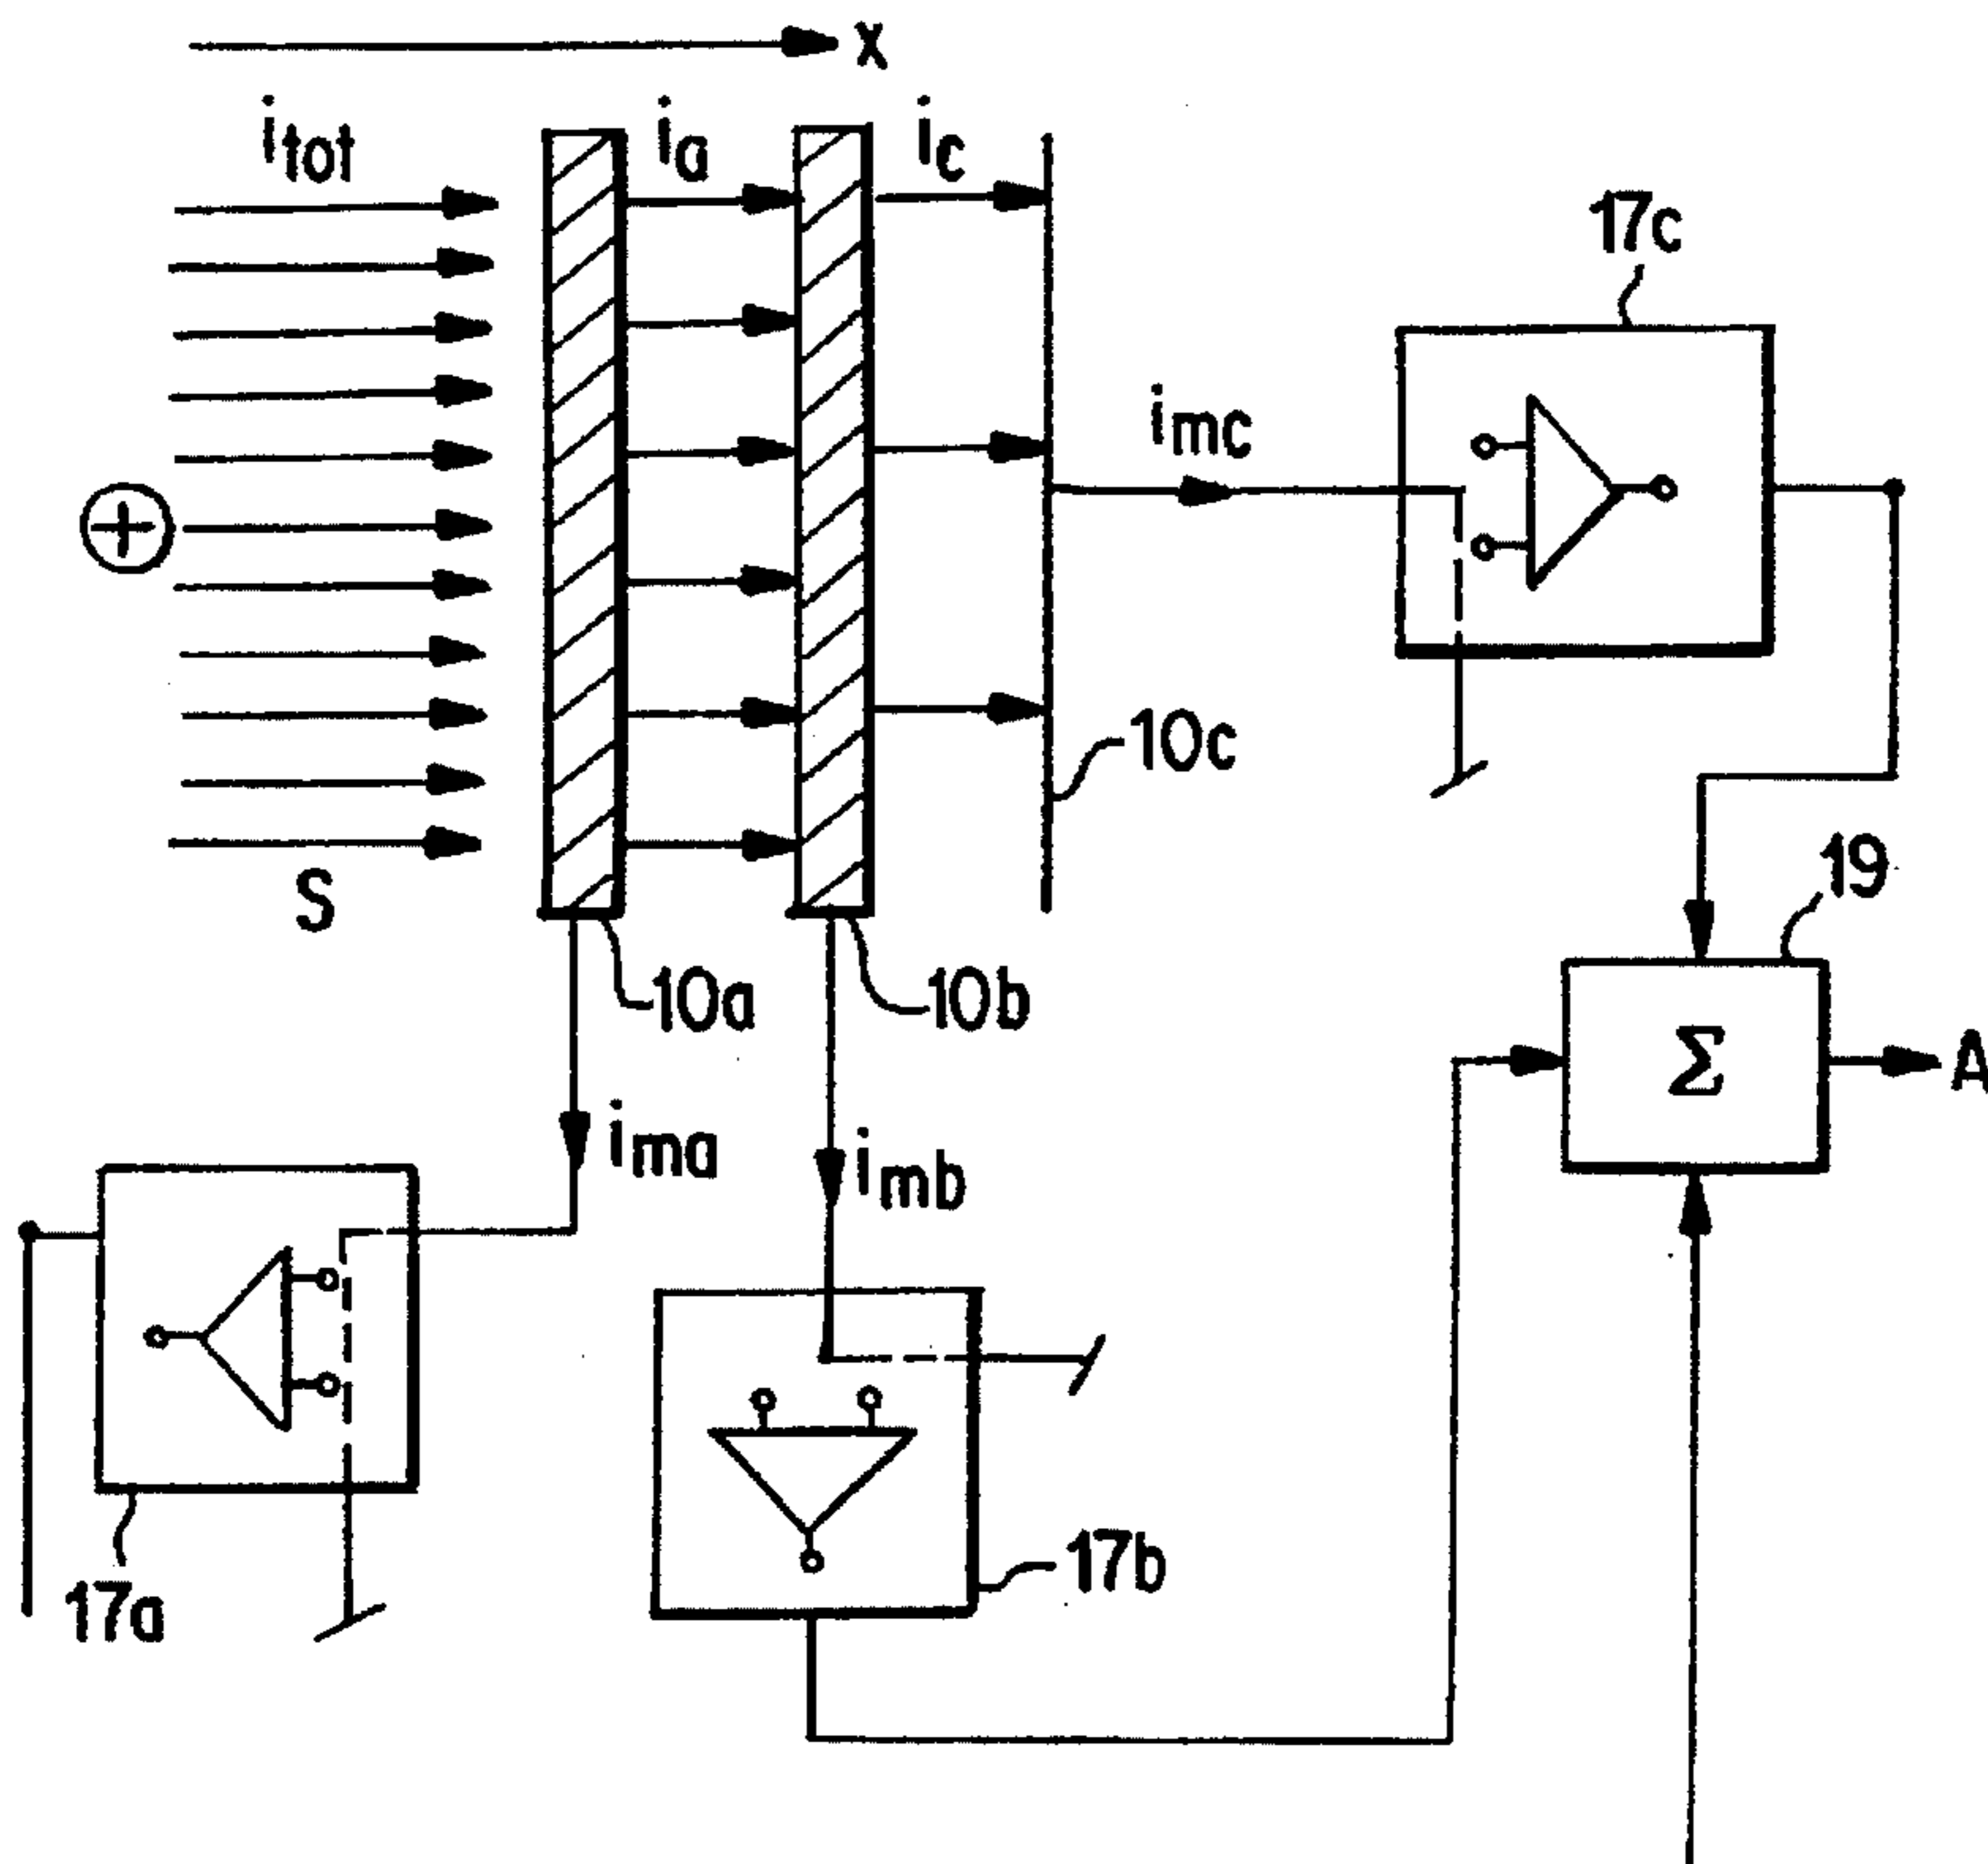 x
itot
ia
ic
17c
imc
+
10c
S
19
10a
10b
Σ
A
ima
imb
17b
17a